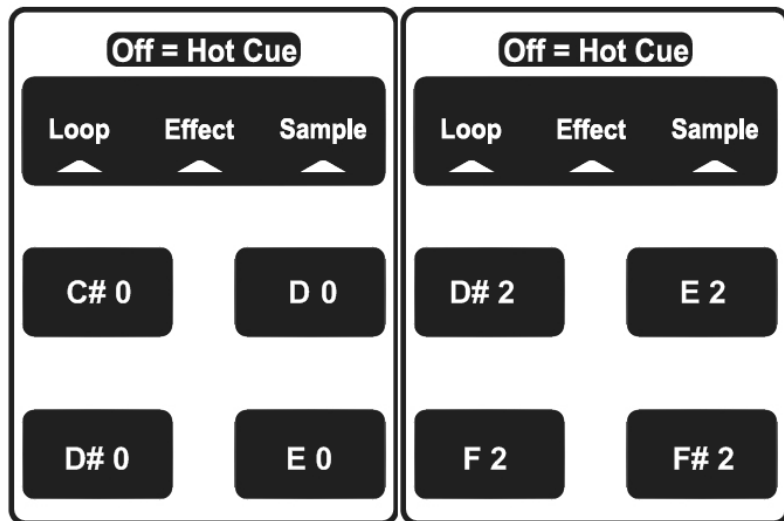 Off = Hot Cue
Loop Effect Sample
C# 0 D 0
D# 0 E 0
Off = Hot Cue
Loop Effect Sample
D# 2 E 2
F 2 F# 2